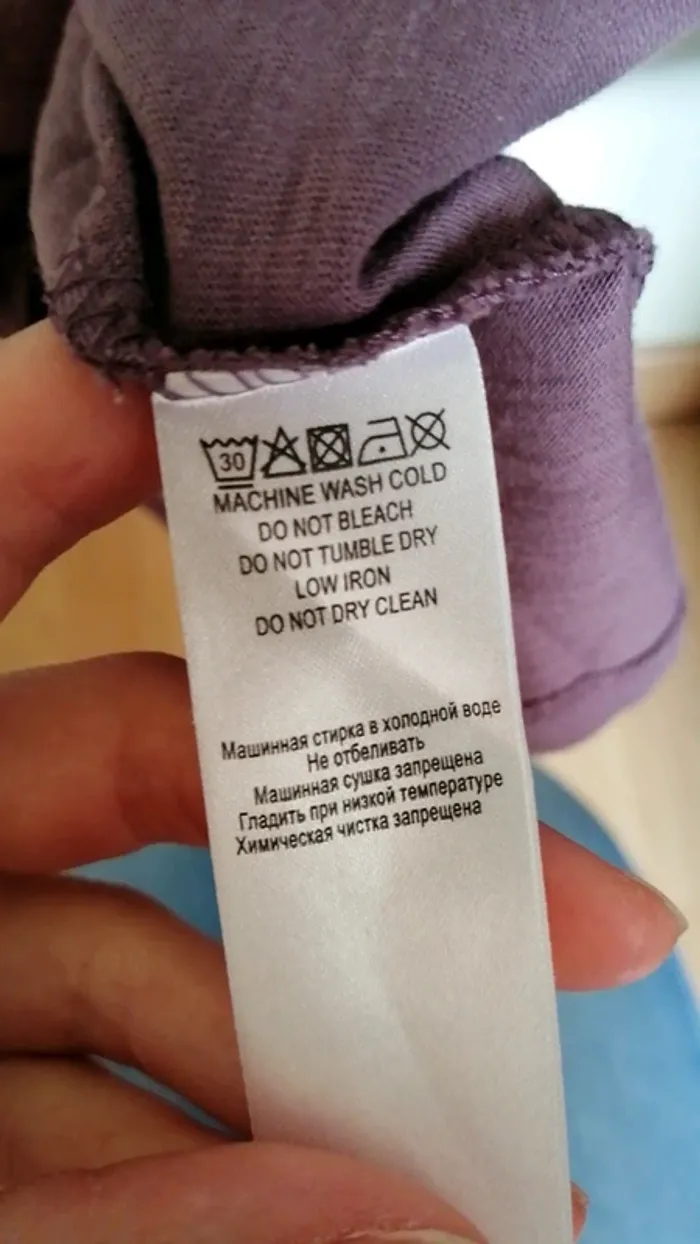 30
MACHINE WASH COLD
DO NOT BLEACH
DO NOT TUMBLE DRY
LOW IRON
DO NOT DRY CLEAN
Машинная стирка в холодной воде
Не отбеливать
Машинная сушка запрещена
Гладить при низкой температуре
Химическая чистка запрещена